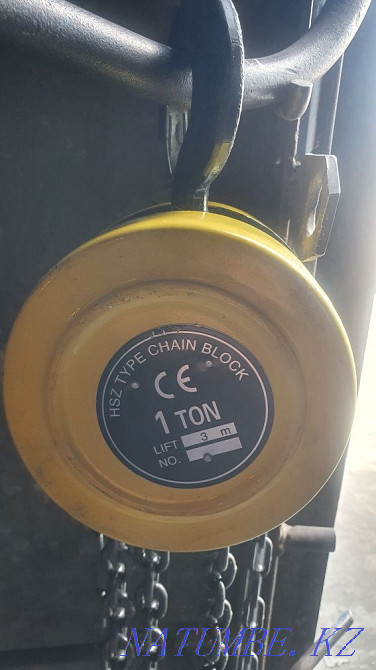 HSZ TYPE CHAIN BLOCK
CE
1 TON
LIFT 3 m
NO.
NATUMBE.KZ